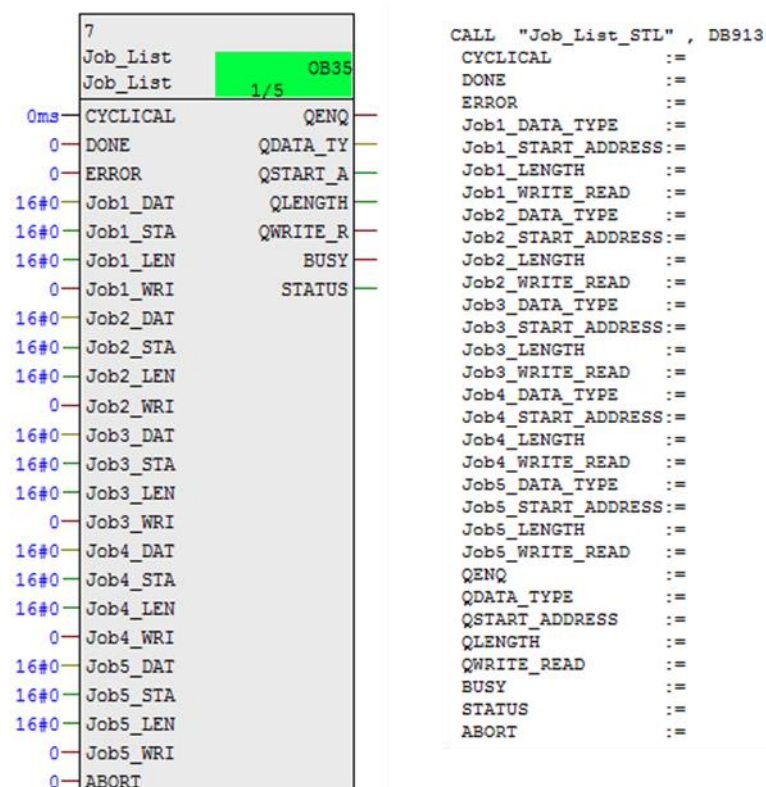 7
Job_List
Job_List
OB35
1/5
0ms CYCLICAL QENQ
0 DONE QDATA_TY
0 ERROR QSTART_A
16#0 Job1_DAT QLENGTH
16#0 Job1_STA QWRITE_R
16#0 Job1_LEN BUSY
0 Job1_WRI STATUS
16#0 Job2_DAT
16#0 Job2_STA
16#0 Job2_LEN
0 Job2_WRI
16#0 Job3_DAT
16#0 Job3_STA
16#0 Job3_LEN
0 Job3_WRI
16#0 Job4_DAT
16#0 Job4_STA
16#0 Job4_LEN
0 Job4_WRI
16#0 Job5_DAT
16#0 Job5_STA
16#0 Job5_LEN
0 Job5_WRI
0 ABORT
CALL "Job_List_STL" , DB913
CYCLICAL :=
DONE :=
ERROR :=
Job1_DATA_TYPE :=
Job1_START_ADDRESS:=
Job1_LENGTH :=
Job1_WRITE_READ :=
Job2_DATA_TYPE :=
Job2_START_ADDRESS:=
Job2_LENGTH :=
Job2_WRITE_READ :=
Job3_DATA_TYPE :=
Job3_START_ADDRESS:=
Job3_LENGTH :=
Job3_WRITE_READ :=
Job4_DATA_TYPE :=
Job4_START_ADDRESS:=
Job4_LENGTH :=
Job4_WRITE_READ :=
Job5_DATA_TYPE :=
Job5_START_ADDRESS:=
Job5_LENGTH :=
Job5_WRITE_READ :=
QENQ :=
QDATA_TYPE :=
QSTART_ADDRESS :=
QLENGTH :=
QWRITE_READ :=
BUSY :=
STATUS :=
ABORT :=